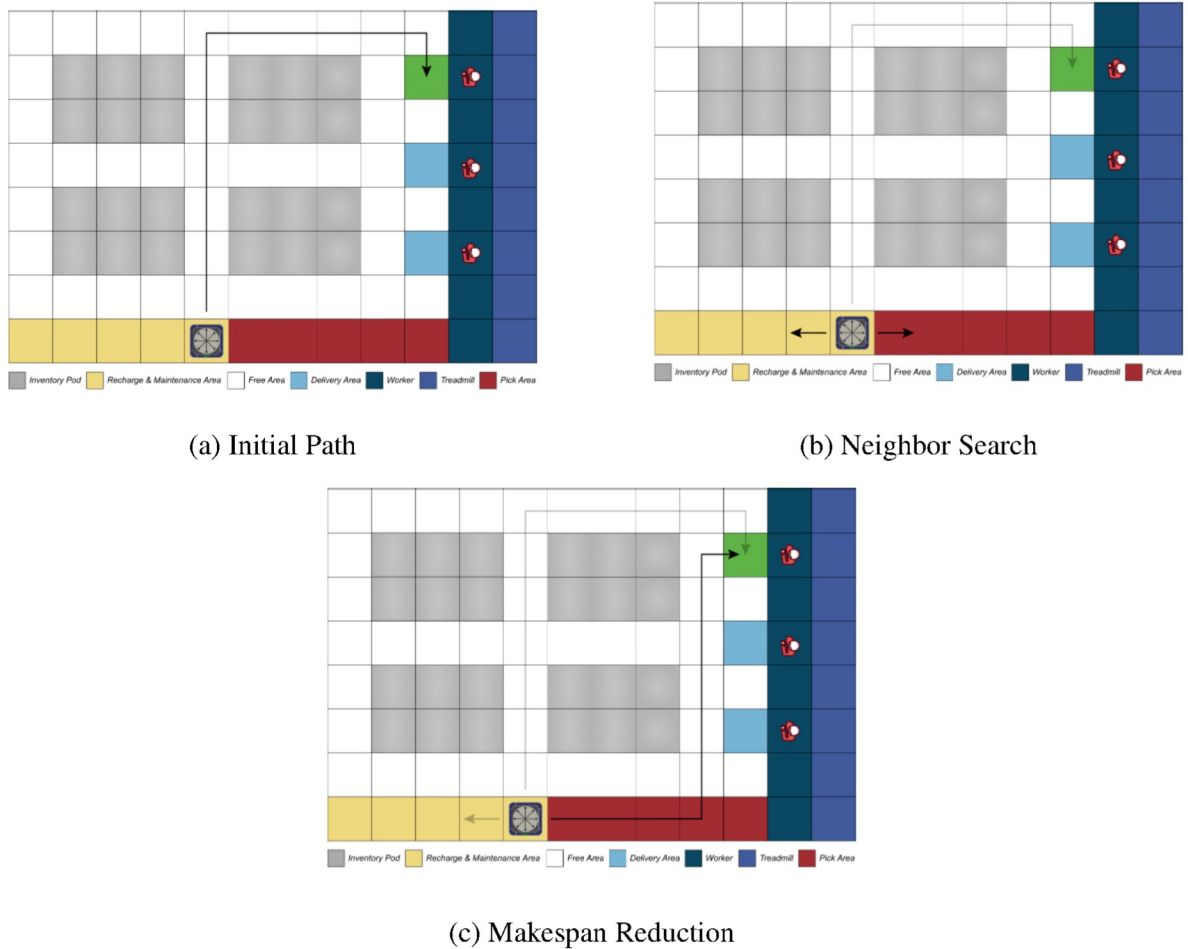 Inventory Pod Recharge & Maintenance Area Free Area Delivery Area Worker Treadmill Pick Area
Inventory Pod Recharge & Maintenance Area Free Area Delivery Area Worker Treadmill Pick Area
(a) Initial Path
(b) Neighbor Search
Inventory Pod Recharge & Maintenance Area Free Area Delivery Area Worker Treadmill Pick Area
(c) Makespan Reduction